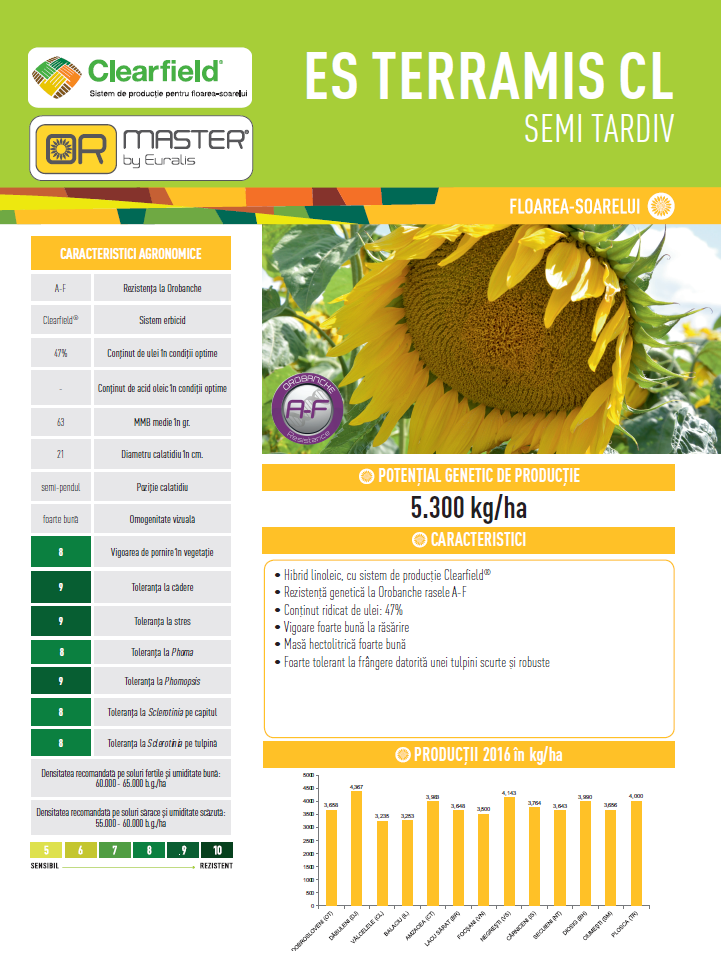 Clearfield®
Sistem de producție pentru floarea-soarelui
OR MASTER®
by Euralis
ES TERRAMIS CL
SEMI TARDIV
FLOAREA-SOARELUI
CARACTERISTICI AGRONOMICE
A-F Rezistența la Orobanche
Clearfield® Sistem erbicid
47% Conținut de ulei în condiții optime
- Conținut de acid oleic în condiții optime
63 MMB medie în gr.
21 Diametru calatidiu în cm.
semi-pendul Poziție calatidiu
foarte bună Omogenitate vizuală
8 Vigoarea de pornire în vegetație
9 Toleranța la cădere
9 Toleranța la stres
8 Toleranța la Phoma
9 Toleranța la Phomopsis
8 Toleranța la Sclerotinia pe capitul
8 Toleranța la Sclerotinia pe tulpină
Densitatea recomandată pe soluri fertile și umiditate bună:
60.000 - 65.000 b.g./ha
Densitatea recomandată pe soluri sărace și umiditate scăzută:
55.000 - 60.000 b.g./ha
5 6 7 8 .9 10
SENSIBIL REZISTENT
OROBANCHE
A-F
Resistance
POTENȚIAL GENETIC DE PRODUCȚIE
5.300 kg/ha
CARACTERISTICI
• Hibrid linoleic, cu sistem de producție Clearfield®
• Rezistență genetică la Orobanche rasele A-F
• Conținut ridicat de ulei: 47%
• Vigoare foarte bună la răsărire
• Masă hectolitrică foarte bună
• Foarte tolerant la frângere datorită unei tulpini scurte și robuste
PRODUCȚII 2016 în kg/ha
5000
4500
4000
3500
3000
2500
2000
1500
1000
500
0
3,658 4,367 3,235 3,253 3,983 3,648 3,500 4,143 3,764 3,643 3,990 3,656 4,000
DOBROSLOVENI (OT)
DĂBULENI (DJ)
VÂLCELELE (CL)
BALACIU (IL)
AMZACEA (CT)
LACU SĂRAT (BR)
FOCȘANI (VN)
NEGREȘTI (VS)
CÂRNICENI (IS)
SECUIENI (NT)
DIOSIG (BH)
CIUMEȘTI (SM)
PLOSCA (TR)